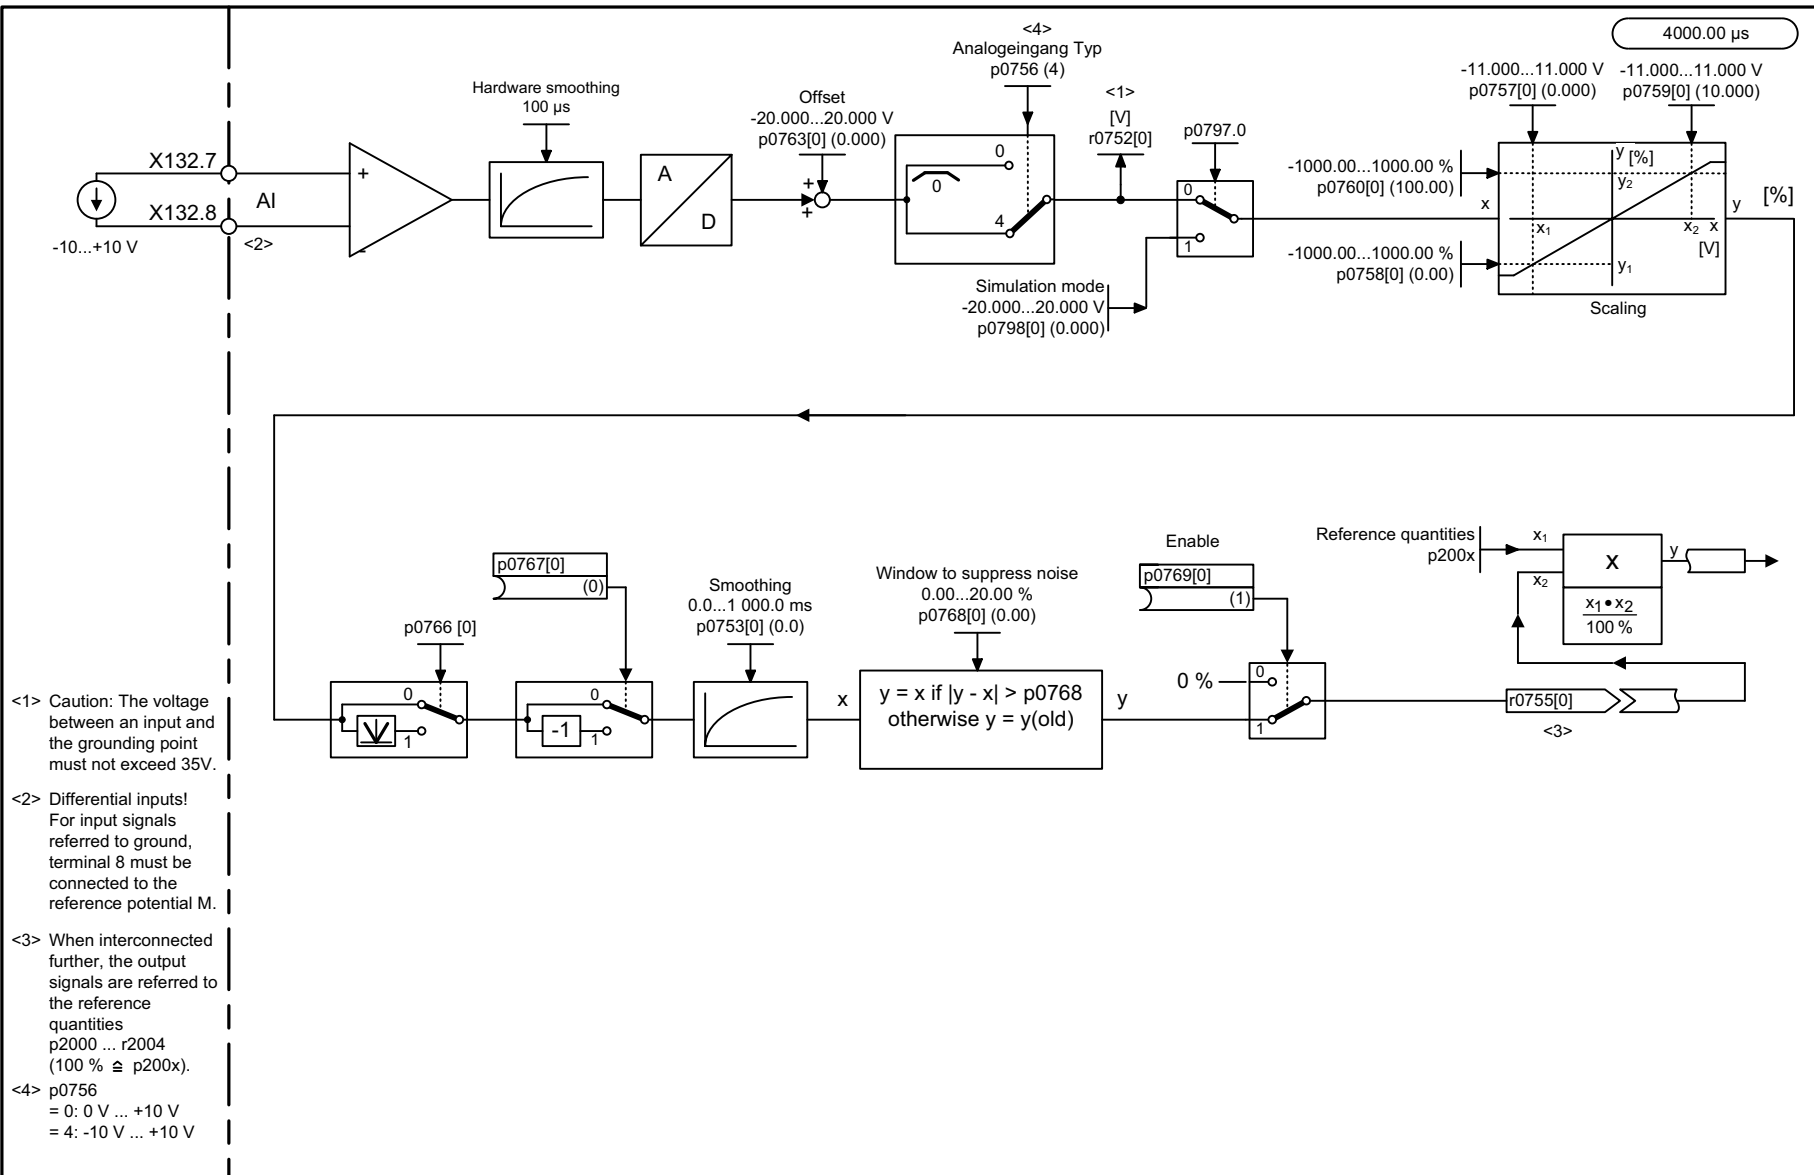 4000.00 µs
<4>
Analogeingang Typ
p0756 (4)
Hardware smoothing
100 µs
Offset
-20.000...20.000 V
p0763[0] (0.000)
<1>
[V]
r0752[0]
p0797.0
-11.000...11.000 V
p0757[0] (0.000)
-11.000...11.000 V
p0759[0] (10.000)
X132.7
X132.8
AI
<2>
-10...+10 V
+
-
A
D
+
+
0
0
4
0
1
Simulation mode
-20.000...20.000 V
p0798[0] (0.000)
-1000.00...1000.00 %
p0760[0] (100.00)
-1000.00...1000.00 %
p0758[0] (0.00)
x
y [%]
y2
x1
x2 x
[V]
y1
y
[%]
Scaling
p0766 [0]
0
1
p0767[0]
(0)
0
-1
1
Smoothing
0.0...1 000.0 ms
p0753[0] (0.0)
Window to suppress noise
0.00...20.00 %
p0768[0] (0.00)
x
y = x if |y - x| > p0768
otherwise y = y(old)
y
Enable
p0769[0]
(1)
0 %
0
1
Reference quantities
p200x
x1
x2
x
y
x1 • x2
100 %
r0755[0]
<3>
<1> Caution: The voltage
between an input and
the grounding point
must not exceed 35V.
<2> Differential inputs!
For input signals
referred to ground,
terminal 8 must be
connected to the
reference potential M.
<3> When interconnected
further, the output
signals are referred to
the reference
quantities
p2000 ... r2004
(100 % ≙ p200x).
<4> p0756
= 0: 0 V ... +10 V
= 4: -10 V ... +10 V